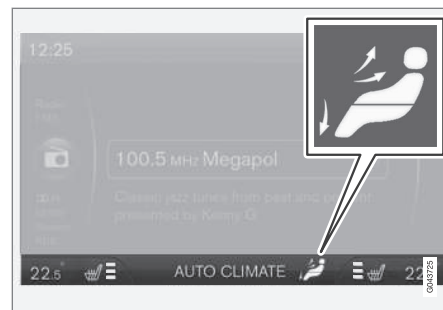 12:25
Radio
100.5 MHz Megapol
Classic jazz tunes from past and present
presented by Kenny G
22.5° AUTO CLIMATE 22
G043725